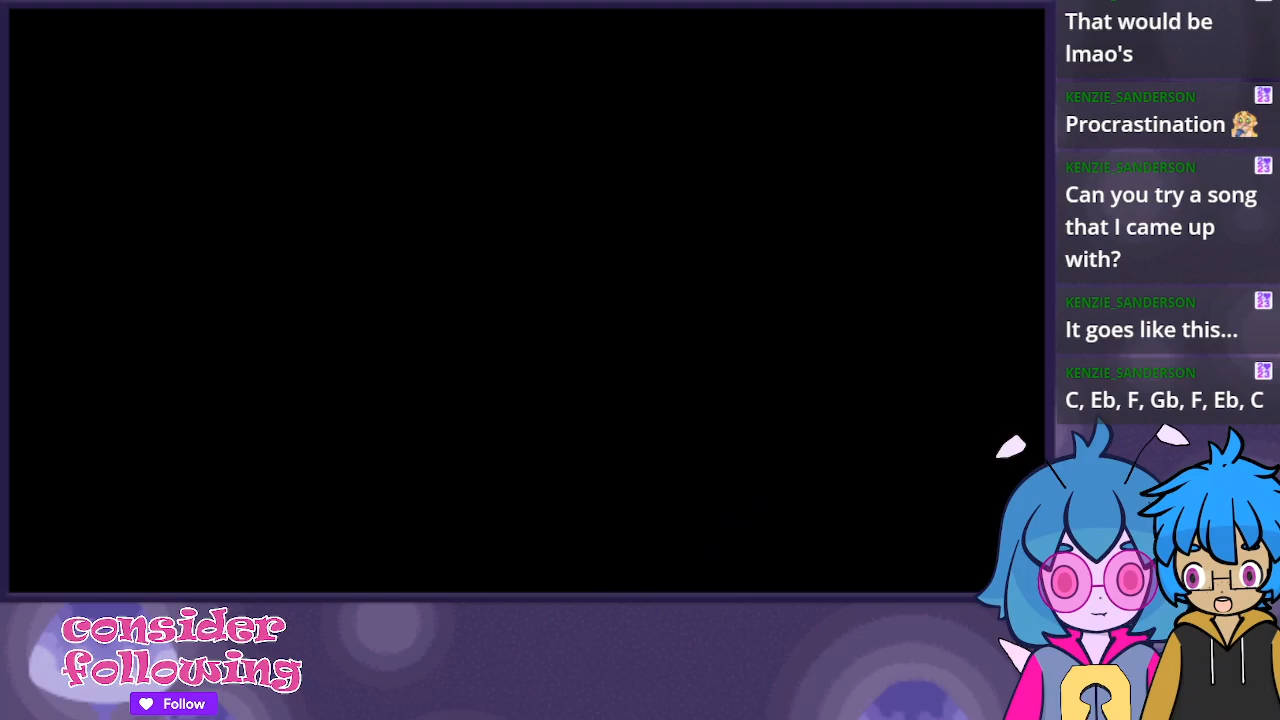 That would be
lmao's
KENZIE_SANDERSON
Procrastination
KENZIE_SANDERSON
Can you try a song
that I came up
with?
KENZIE_SANDERSON
It goes like this...
KENZIE_SANDERSON
C, Eb, F, Gb, F, Eb, C
consider
following
Follow